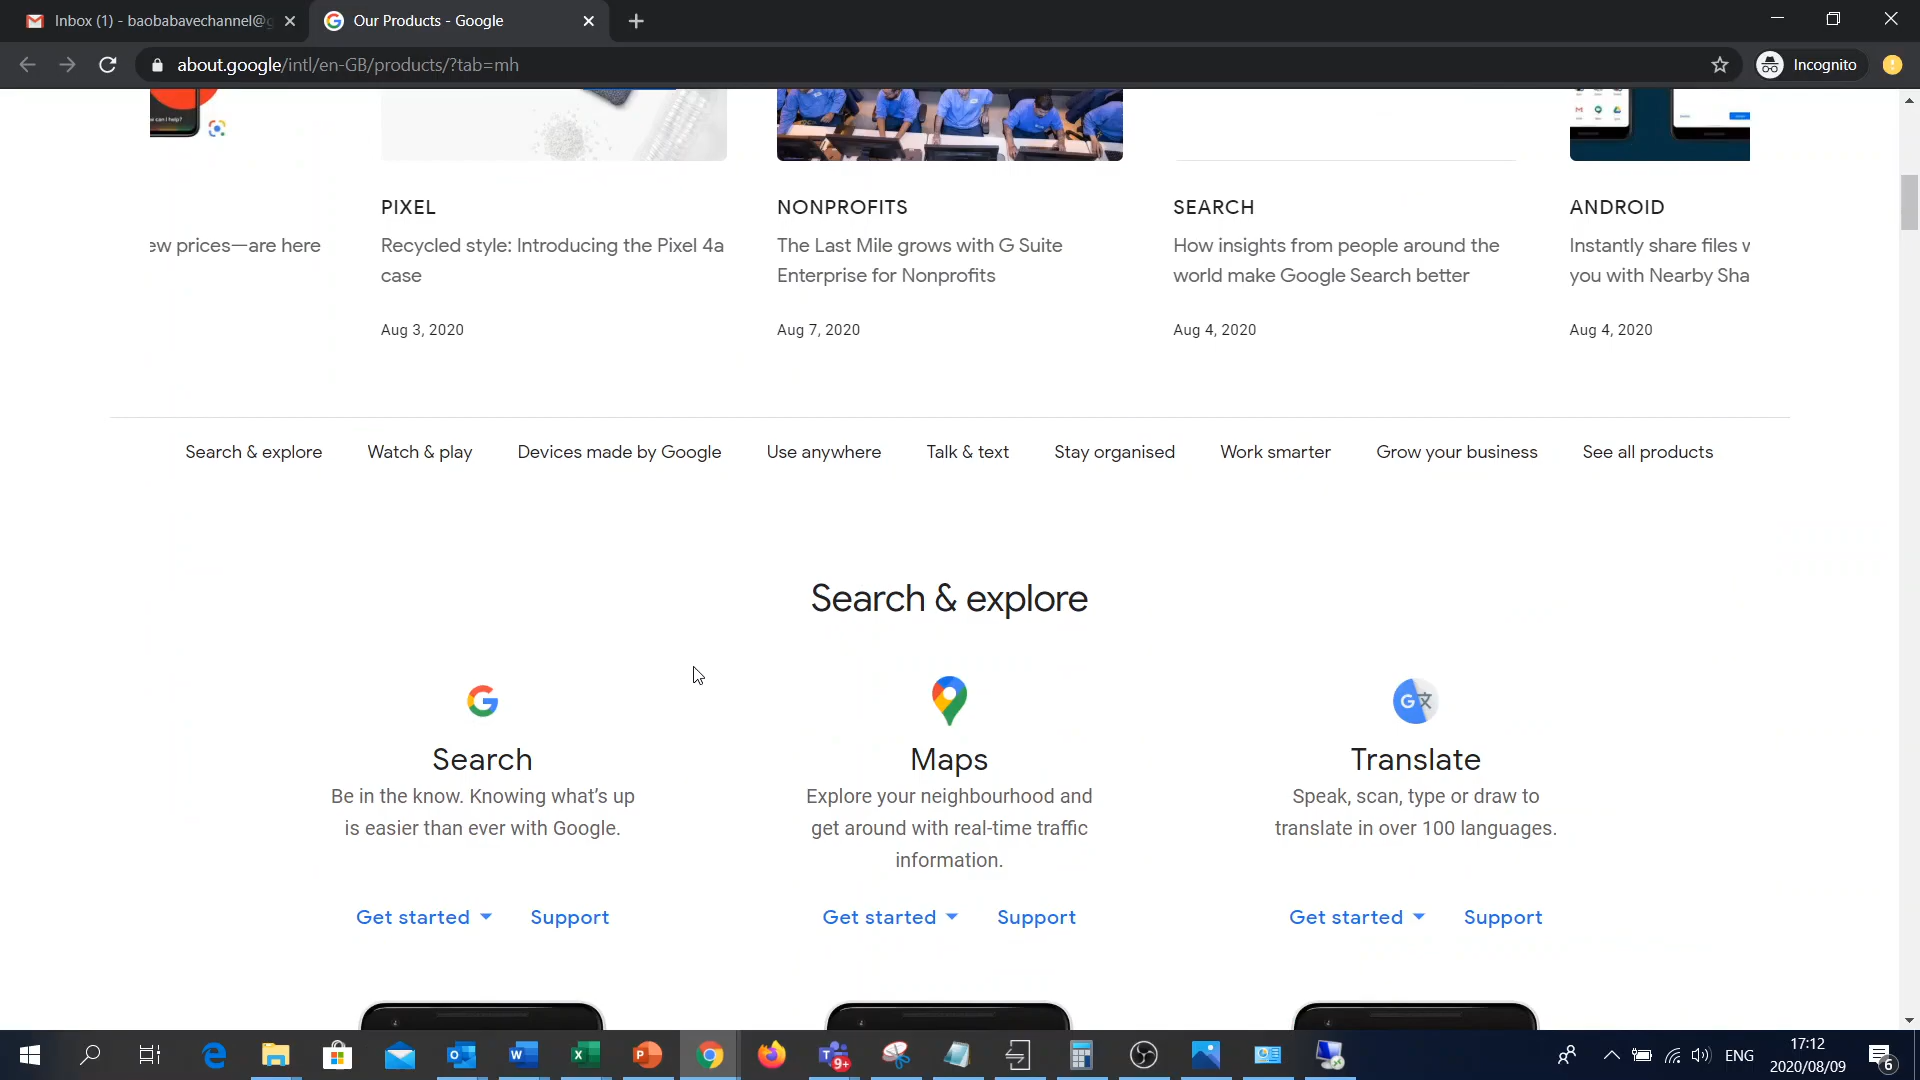 Inbox (1) - baobabavechannel@g
Our Products - Google
about.google/intl/en-GB/products/?tab=mh
Incognito
can I help?
PIXEL
NONPROFITS
SEARCH
ANDROID
ew prices—are here
Recycled style: Introducing the Pixel 4a
case
The Last Mile grows with G Suite
Enterprise for Nonprofits
How insights from people around the
world make Google Search better
Instantly share files w
you with Nearby Sha
Aug 3, 2020
Aug 7, 2020
Aug 4, 2020
Aug 4, 2020
Search & explore
Watch & play
Devices made by Google
Use anywhere
Talk & text
Stay organised
Work smarter
Grow your business
See all products
Search & explore
Search
Be in the know. Knowing what's up
is easier than ever with Google.
Get started
Support
Maps
Explore your neighbourhood and
get around with real-time traffic
information.
Get started
Support
Translate
Speak, scan, type or draw to
translate in over 100 languages.
Get started
Support
9+
ENG
17:12
2020/08/09
6